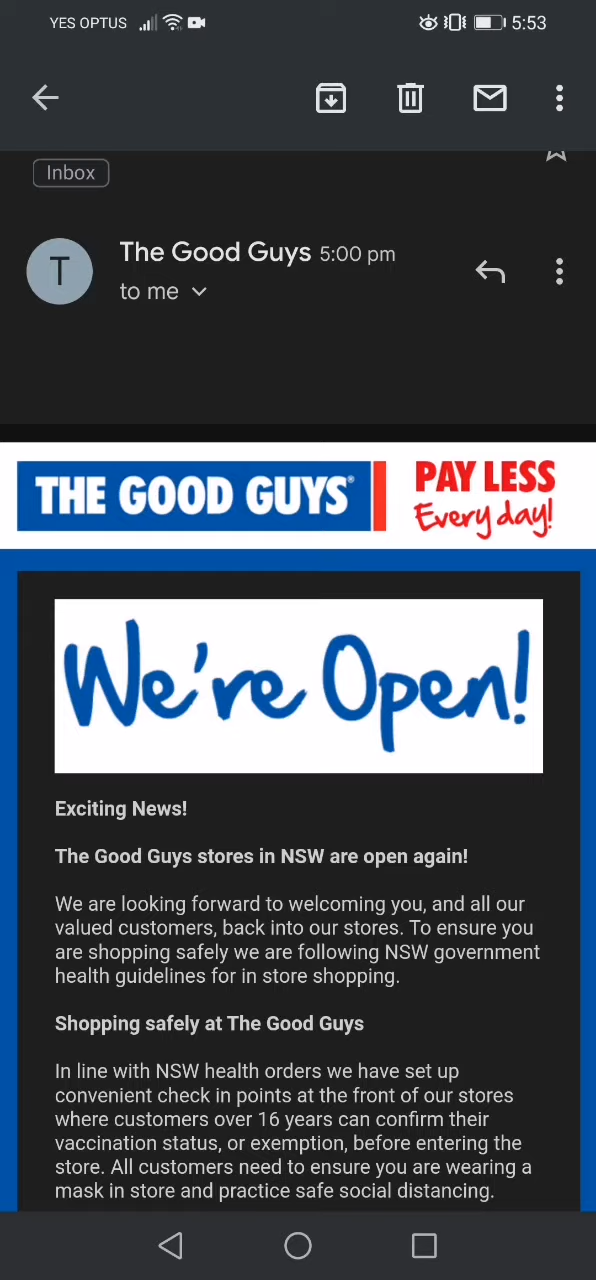 YES OPTUS 5:53
Inbox
T
The Good Guys 5:00 pm
to me
THE GOOD GUYS®
PAY LESS
Every day!
We're Open!
Exciting News!
The Good Guys stores in NSW are open again!
We are looking forward to welcoming you, and all our
valued customers, back into our stores. To ensure you
are shopping safely we are following NSW government
health guidelines for in store shopping.
Shopping safely at The Good Guys
In line with NSW health orders we have set up
convenient check in points at the front of our stores
where customers over 16 years can confirm their
vaccination status, or exemption, before entering the
store. All customers need to ensure you are wearing a
mask in store and practice safe social distancing.